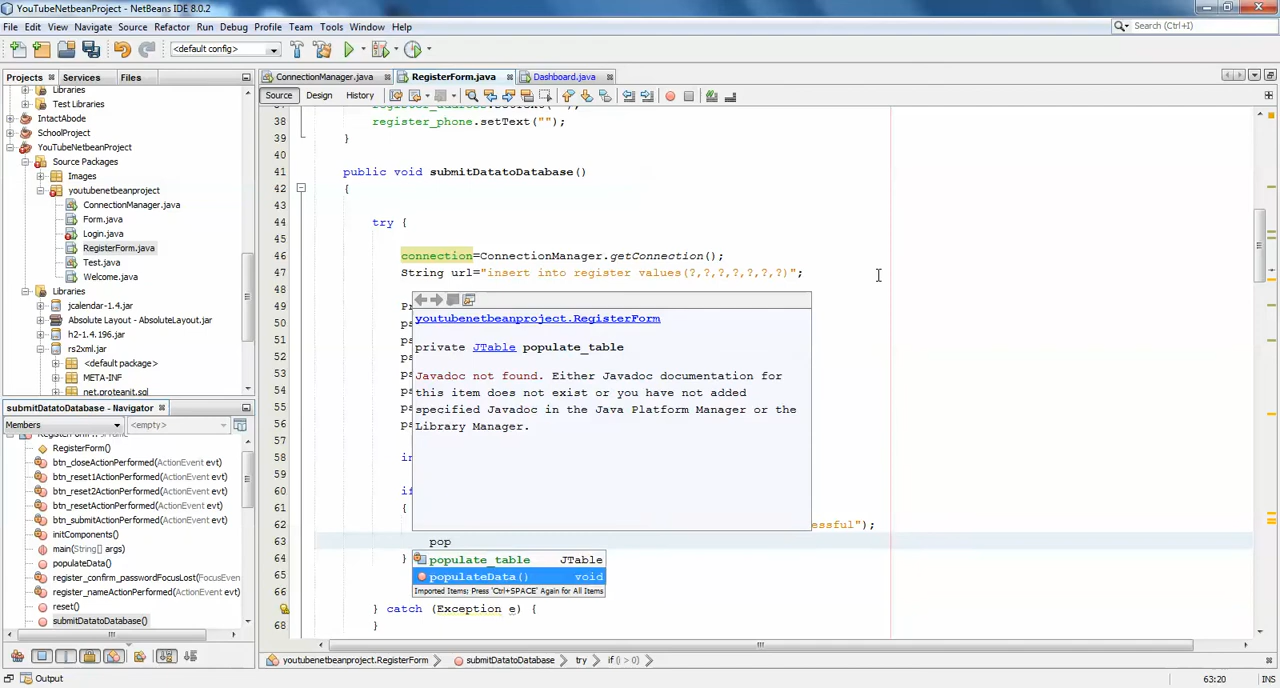 YouTubeNetbeanProject - NetBeans IDE 8.0.2
File Edit View Navigate Source Refactor Run Debug Profile Team Tools Window Help
Search (Ctrl+I)
<default config>
Projects Services Files
ConnectionManager.java RegisterForm.java Dashboard.java
Source Design History
Libraries
Test Libraries
IntactAbode
SchoolProject
YouTubeNetbeanProject
Source Packages
Images
youtubenetbeanproject
ConnectionManager.java
Form.java
Login.java
RegisterForm.java
Test.java
Welcome.java
Libraries
jcalendar-1.4.jar
Absolute Layout - AbsoluteLayout.jar
h2-1.4.196.jar
rs2xml.jar
<default package>
META-INF
net.proteanit.sql
submitDatatoDatabase - Navigator
Members <empty>
RegisterForm()
btn_closeActionPerformed(ActionEvent evt)
btn_reset1ActionPerformed(ActionEvent evt)
btn_reset2ActionPerformed(ActionEvent evt)
btn_resetActionPerformed(ActionEvent evt)
btn_submitActionPerformed(ActionEvent evt)
initComponents()
main(String[] args)
populateData()
register_confirm_passwordFocusLost(FocusEven
register_nameActionPerformed(ActionEvent evt
reset()
submitDatatoDatabase()
38 register_phone.setText("");
39 }
40
41 public void submitDatatoDatabase()
42 {
43
44 try {
45
46 connection=ConnectionManager.getConnection();
47 String url="insert into register values(?,?,?,?,?,?,?)";
48
49 P
50 ps
51 ps
52 ps
53 ps
54 ps
55 ps
56 ps
57
58 in
59
60 if
61 {
62 essful");
63 pop
64 }
65
66
67 } catch (Exception e) {
68 }
youtubenetbeanproject.RegisterForm
private JTable populate_table
Javadoc not found. Either Javadoc documentation for
this item does not exist or you have not added
specified Javadoc in the Java Platform Manager or the
Library Manager.
populate_table JTable
populateData() void
Imported Items; Press 'Ctrl+SPACE' Again for All Items
youtubenetbeanproject.RegisterForm submitDatatoDatabase try if (i > 0)
Output
63:20 INS